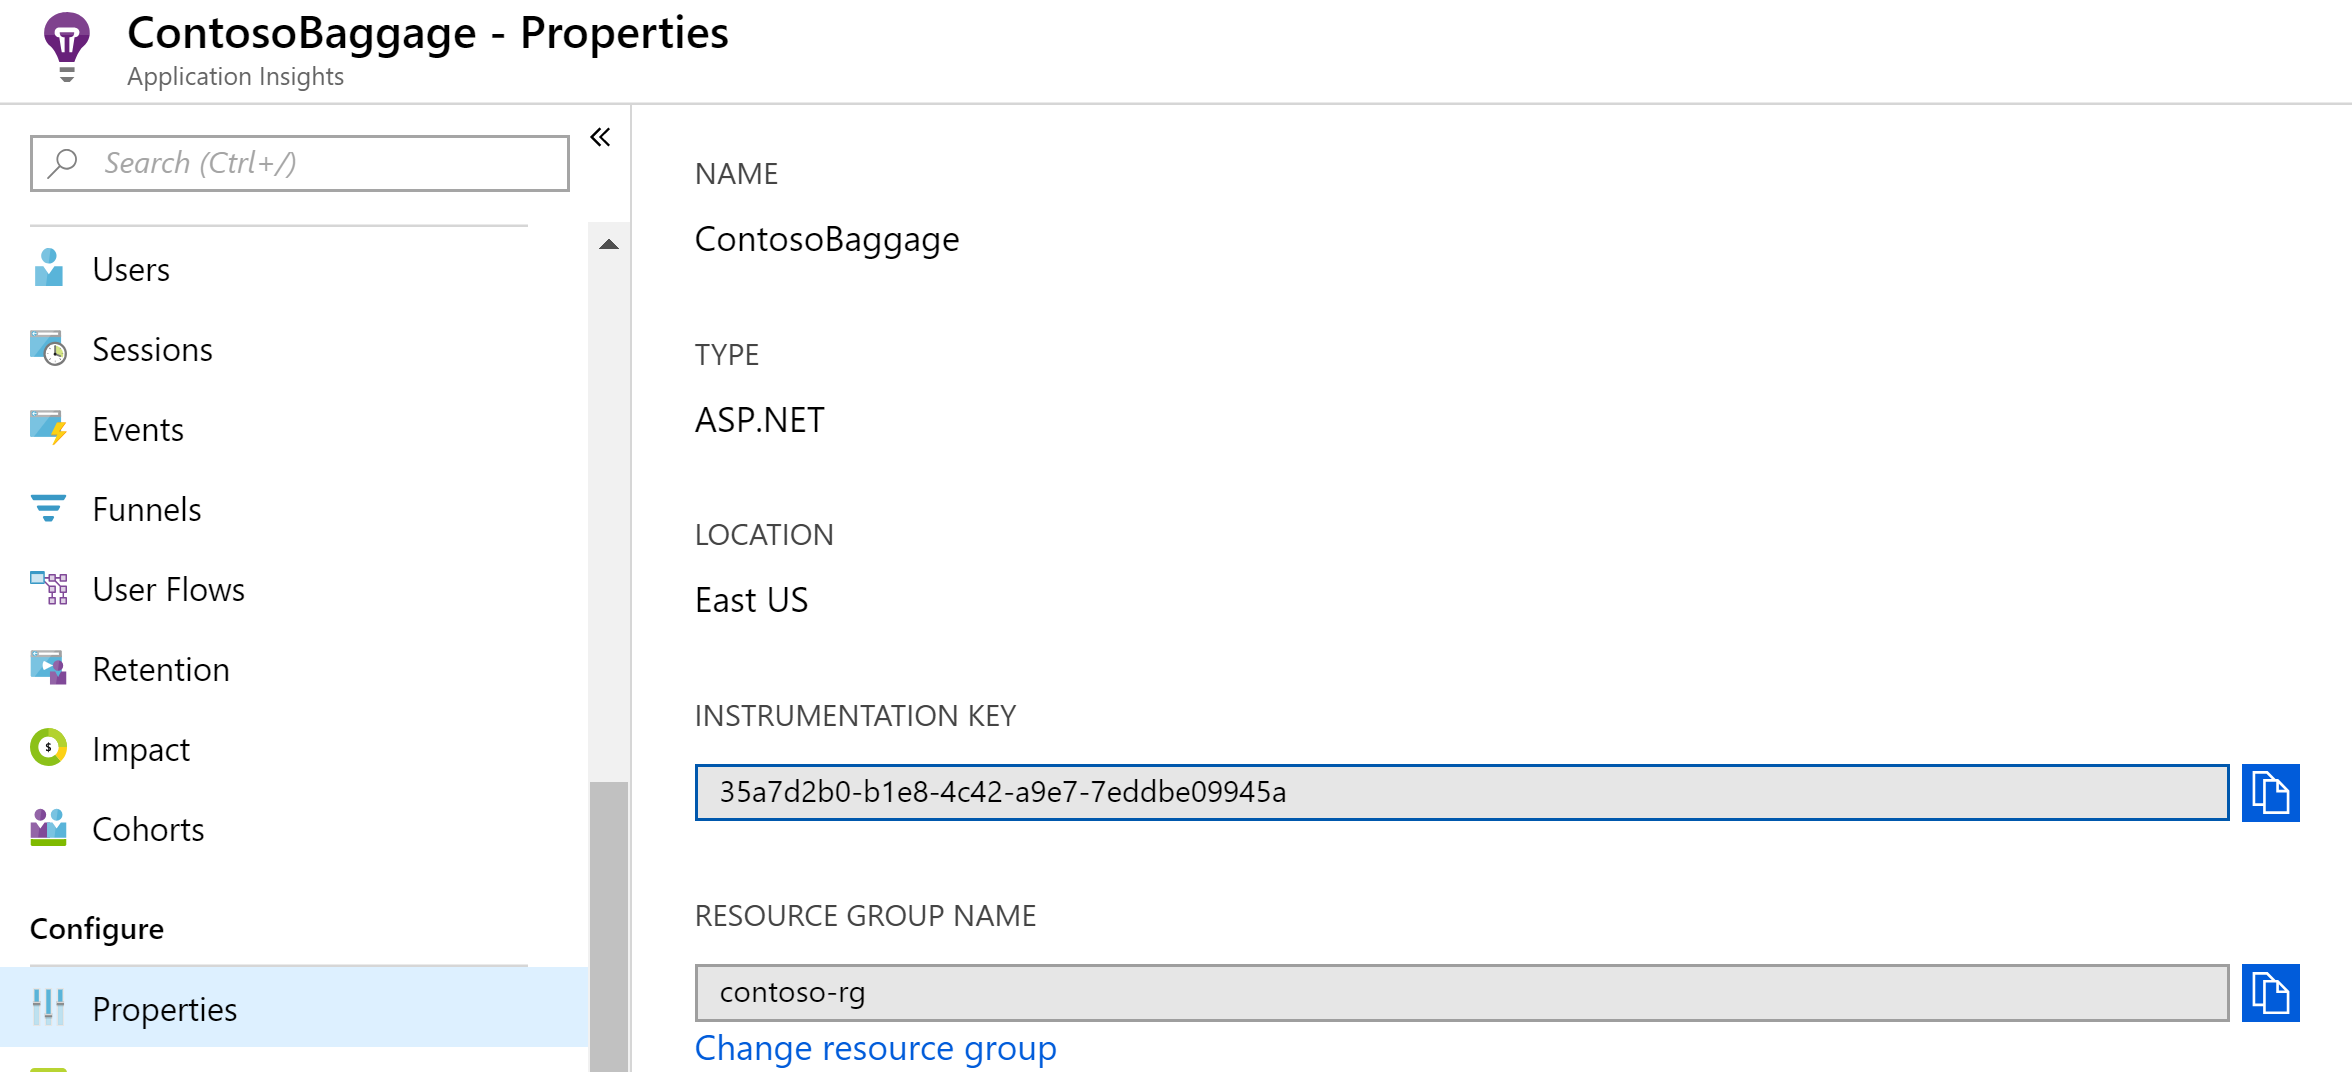 ContosoBaggage - Properties
Application Insights
Search (Ctrl+/)
Users
Sessions
Events
Funnels
User Flows
Retention
Impact
$
Cohorts
Configure
Properties
NAME
ContosoBaggage
TYPE
ASP.NET
LOCATION
East US
INSTRUMENTATION KEY
35a7d2b0-b1e8-4c42-a9e7-7eddbe09945a
RESOURCE GROUP NAME
contoso-rg
Change resource group